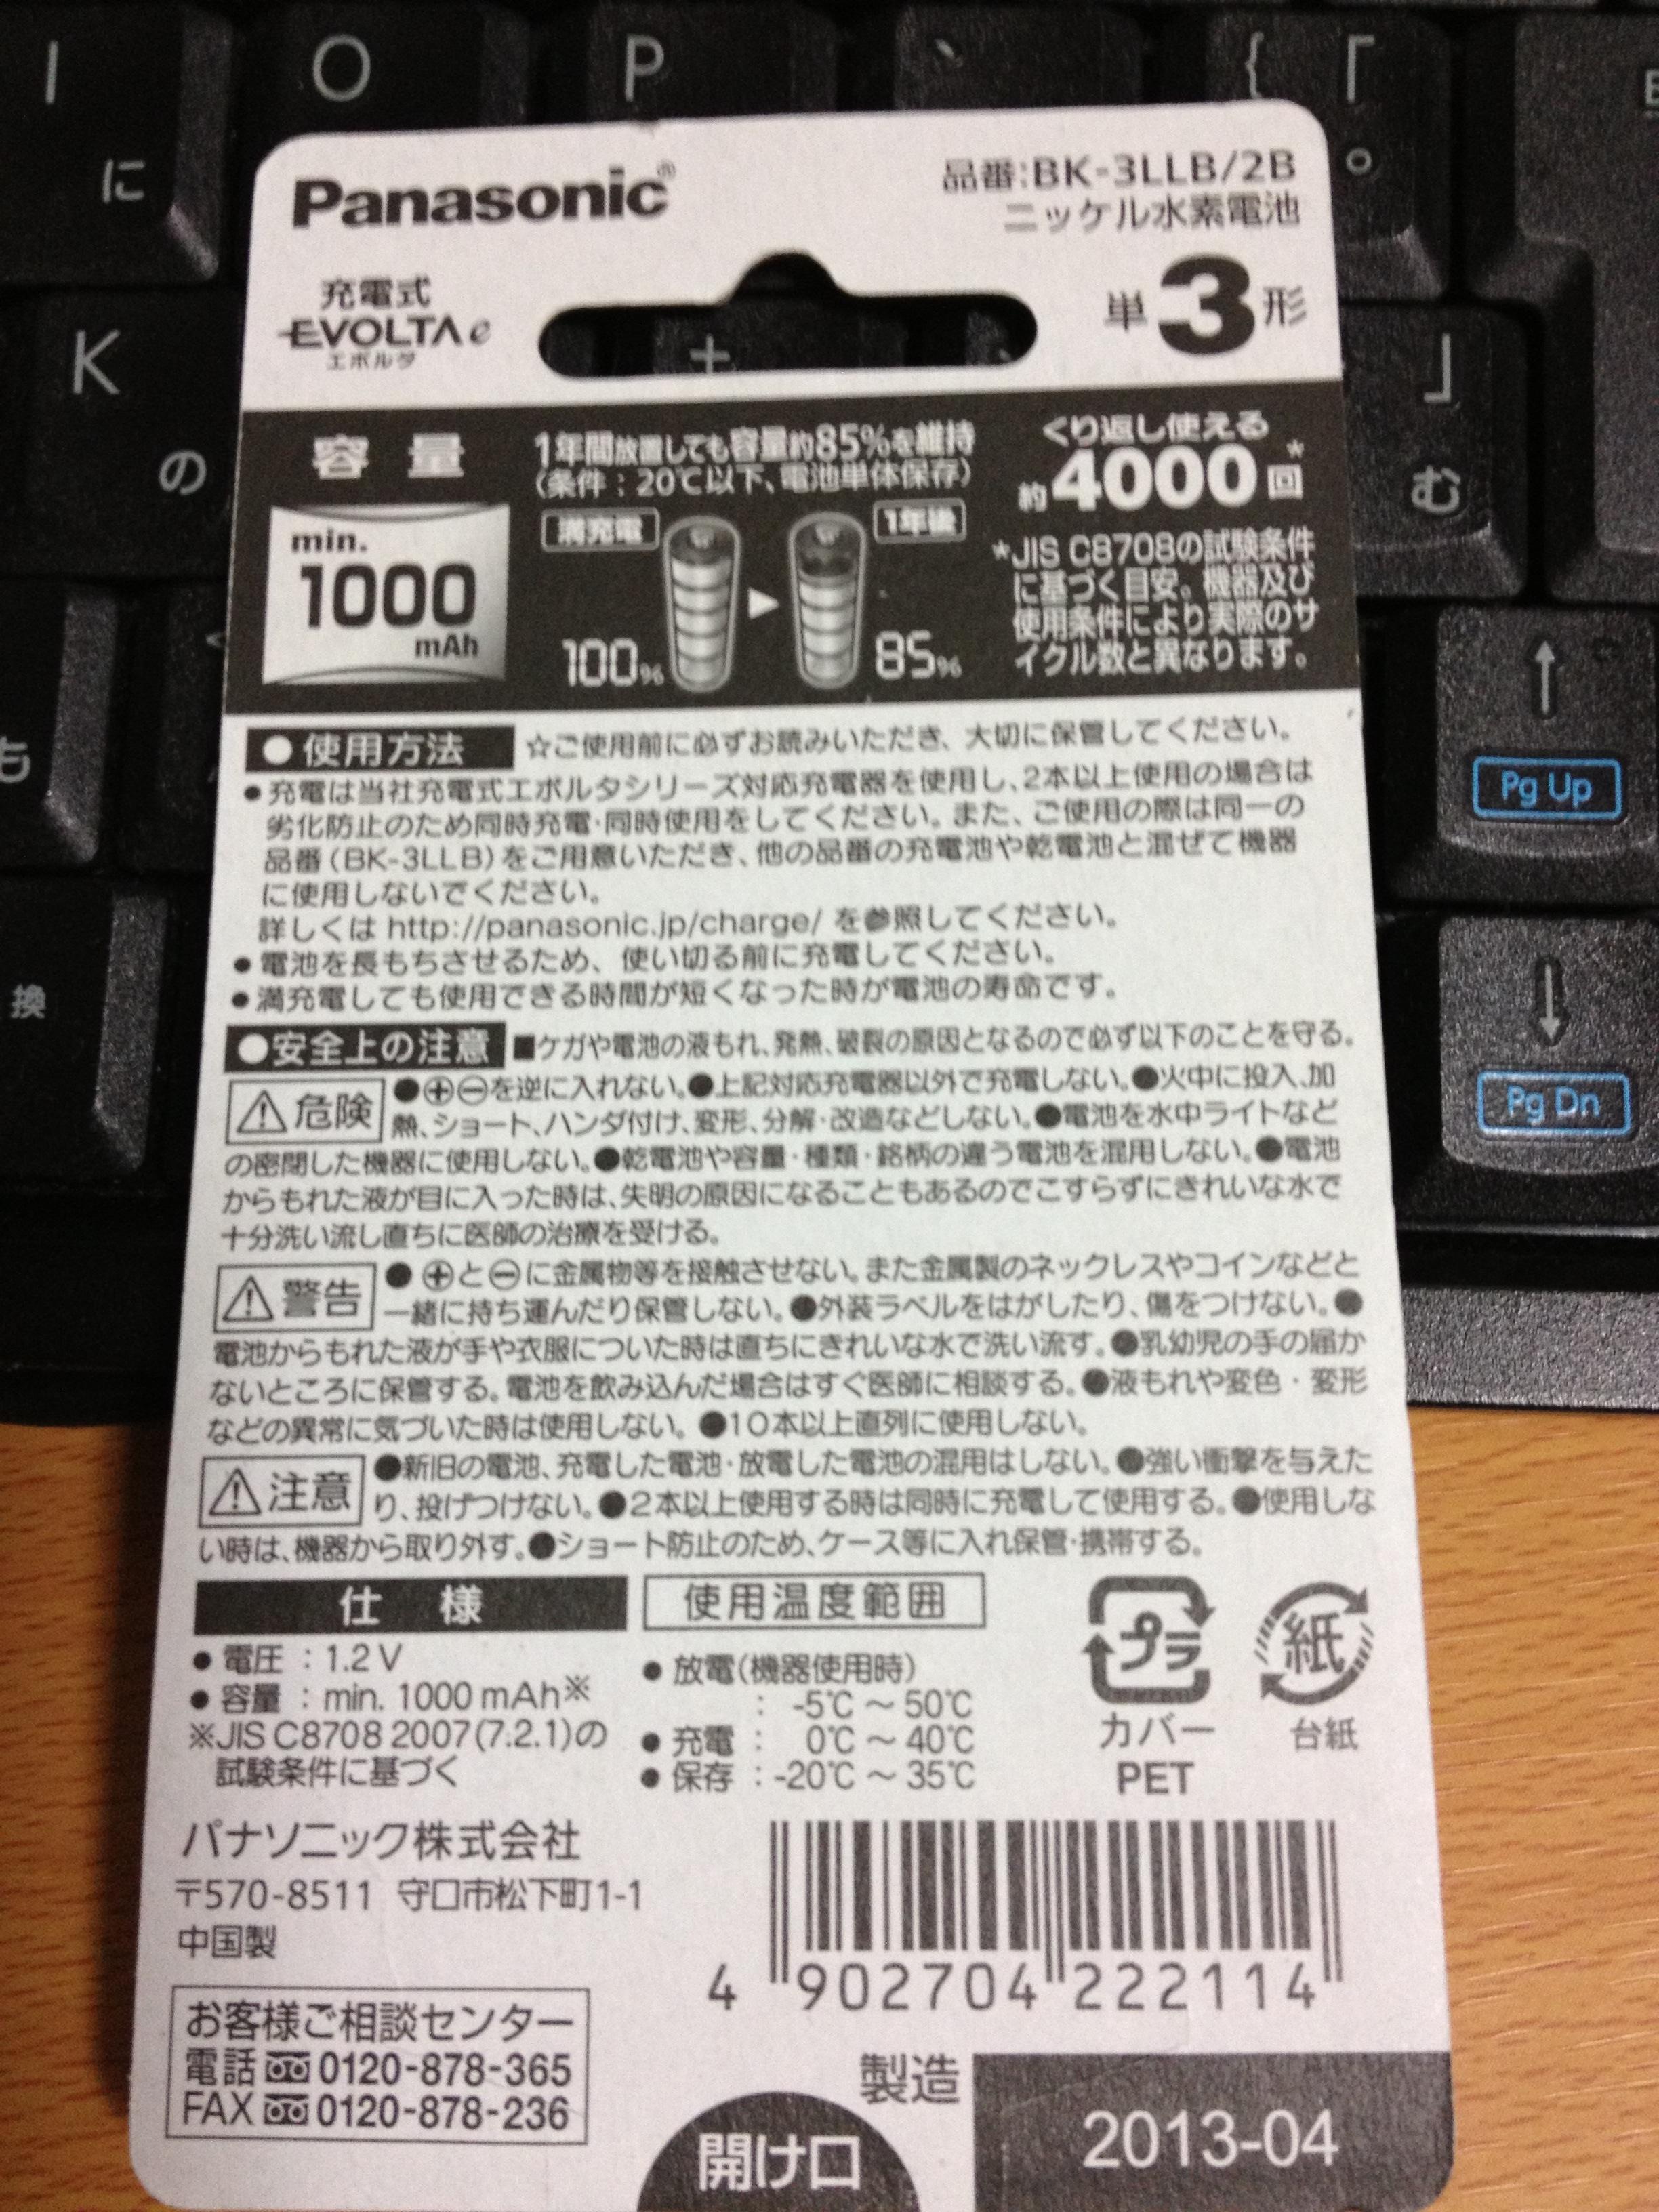 I
に
O
P
{
「
。
K
の
」
む
も
換
Pg Up
Pg Dn
Panasonic®
品番:BK-3LLB/2B
ニッケル水素電池
充電式
EVOLTA e
エボルタ
単3形
容量
min.
1000
mAh
1年間放置しても容量約85%を維持
(条件:20℃以下、電池単体保存)
満充電
1年後
100%
85%
くり返し使える
約4000回*
*JIS C8708の試験条件
に基づく目安。機器及び
使用条件により実際のサ
イクル数と異なります。
●使用方法 ☆ご使用前に必ずお読みいただき、大切に保管してください。
●充電は当社充電式エボルタシリーズ対応充電器を使用し、2本以上使用の場合は
劣化防止のため同時充電・同時使用をしてください。また、ご使用の際は同一の
品番(BK-3LLB)をご用意いただき、他の品番の充電池や乾電池と混ぜて機器
に使用しないでください。
詳しくは http://panasonic.jp/charge/ を参照してください。
●電池を長もちさせるため、使い切る前に充電してください。
●満充電しても使用できる時間が短くなった時が電池の寿命です。
●安全上の注意 ■ケガや電池の液もれ、発熱、破裂の原因となるので必ず以下のことを守る。
⚠危険 ●⊕⊖を逆に入れない。●上記対応充電器以外で充電しない。●火中に投入、加
熱、ショート、ハンダ付け、変形、分解・改造などしない。●電池を水中ライトなど
の密閉した機器に使用しない。●乾電池や容量・種類・銘柄の違う電池を混用しない。●電池
からもれた液が目に入った時は、失明の原因になることもあるのでこすらずにきれいな水で
十分洗い流し直ちに医師の治療を受ける。
⚠警告 ●⊕と⊖に金属物等を接触させない。また金属製のネックレスやコインなどと
一緒に持ち運んだり保管しない。●外装ラベルをはがしたり、傷をつけない。●
電池からもれた液が手や衣服についた時は直ちにきれいな水で洗い流す。●乳幼児の手の届か
ないところに保管する。電池を飲み込んだ場合はすぐ医師に相談する。●液もれや変色・変形
などの異常に気づいた時は使用しない。●10本以上直列に使用しない。
⚠注意 ●新旧の電池、充電した電池・放電した電池の混用はしない。●強い衝撃を与えた
り、投げつけない。●2本以上使用する時は同時に充電して使用する。●使用しな
い時は、機器から取り外す。●ショート防止のため、ケース等に入れ保管・携帯する。
仕様
●電圧:1.2V
●容量:min. 1000mAh※
※JIS C8708 2007(7.2.1)の
試験条件に基づく
使用温度範囲
●放電(機器使用時)
:-5℃~50℃
●充電:0℃~40℃
●保存:-20℃~35℃
プラ
カバー
PET
紙
台紙
パナソニック株式会社
〒570-8511 守口市松下町1-1
中国製
4 902704 222114
お客様ご相談センター
電話 0120-878-365
FAX 0120-878-236
開け口
製造
2013-04